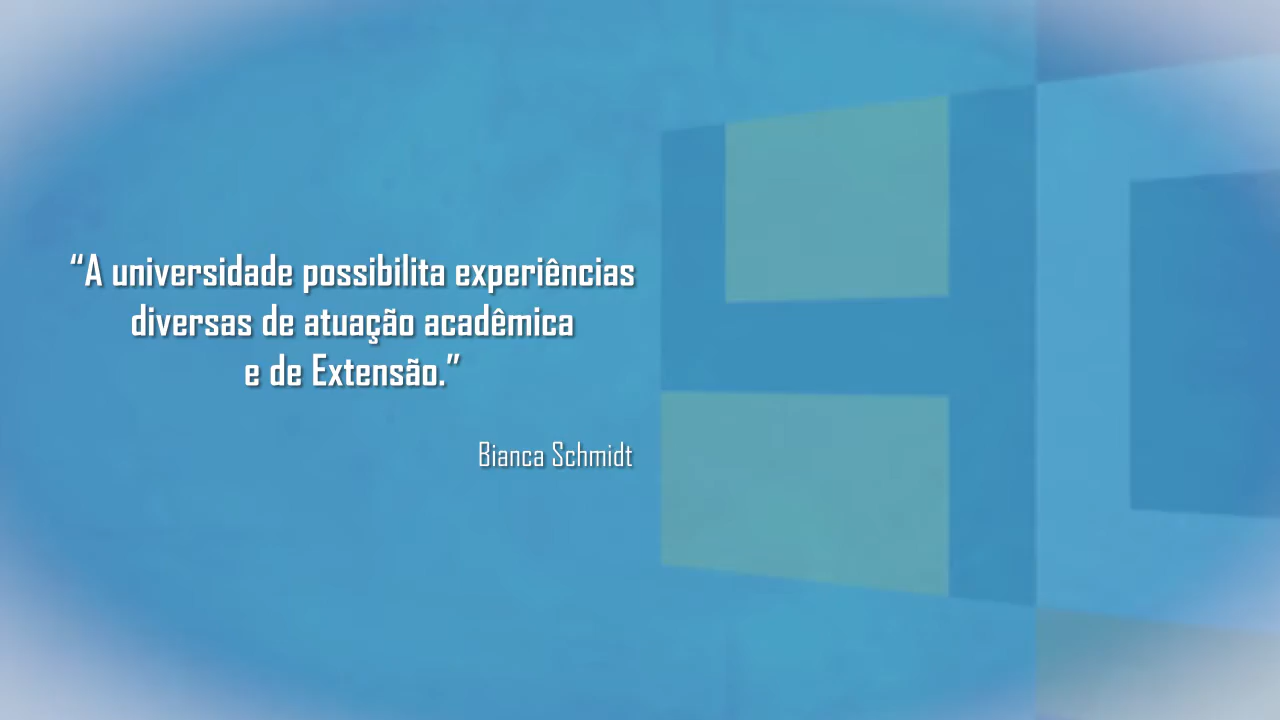 “A universidade possibilita experiências
diversas de atuação acadêmica
e de Extensão.”
Bianca Schmidt